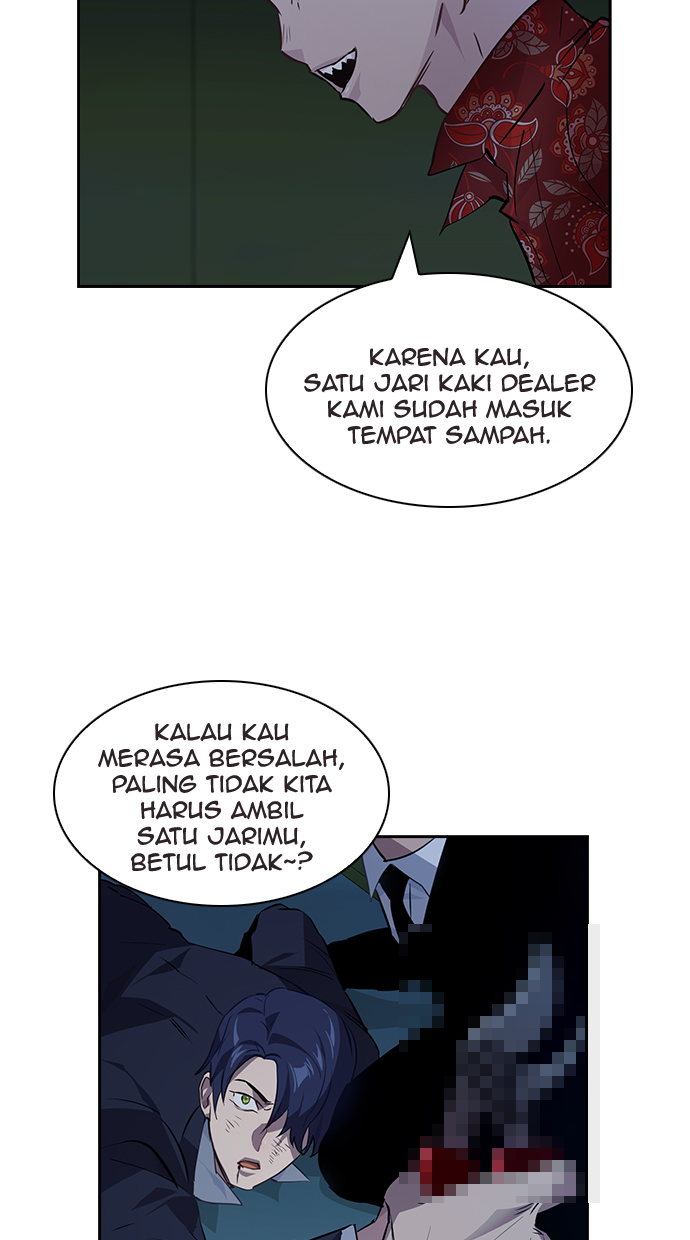 KARENA KAU,
SATU JARI KAKI DEALER
KAMI SUDAH MASUK
TEMPAT SAMPAH.
KALAU KAU
MERASA BERSALAH,
PALING TIDAK KITA
HARUS AMBIL
SATU JARIMU,
BETUL TIDAK~?